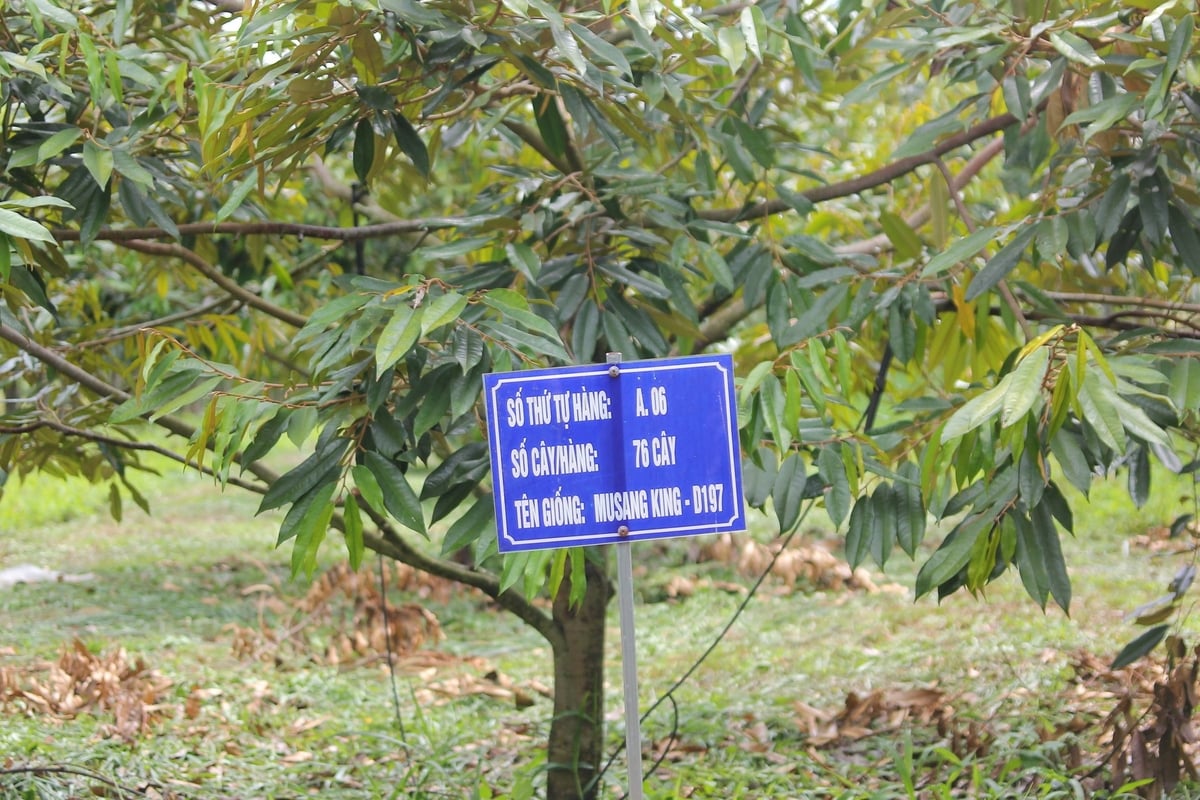 SỐ THỨ TỰ HÀNG: A. 06
SỐ CÂY/HÀNG: 76 CÂY
TÊN GIỐNG: MUSANG KING - D197